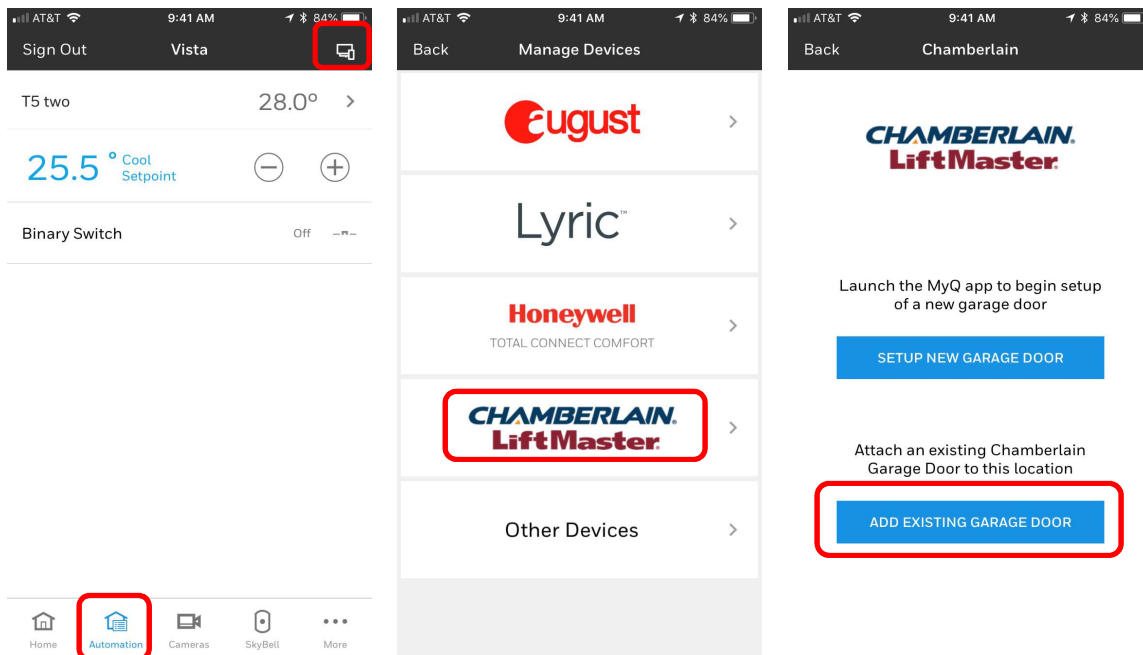 AT&T 9:41 AM 84%
Sign Out Vista
T5 two 28.0° >
25.5° Cool Setpoint
Binary Switch Off
Home Automation Cameras SkyBell More
AT&T 9:41 AM 84%
Back Manage Devices
august
Lyric™
Honeywell
TOTAL CONNECT COMFORT
CHAMBERLAIN®
LiftMaster®
Other Devices
AT&T 9:41 AM 84%
Back Chamberlain
CHAMBERLAIN®
LiftMaster®
Launch the MyQ app to begin setup
of a new garage door
SETUP NEW GARAGE DOOR
Attach an existing Chamberlain
Garage Door to this location
ADD EXISTING GARAGE DOOR